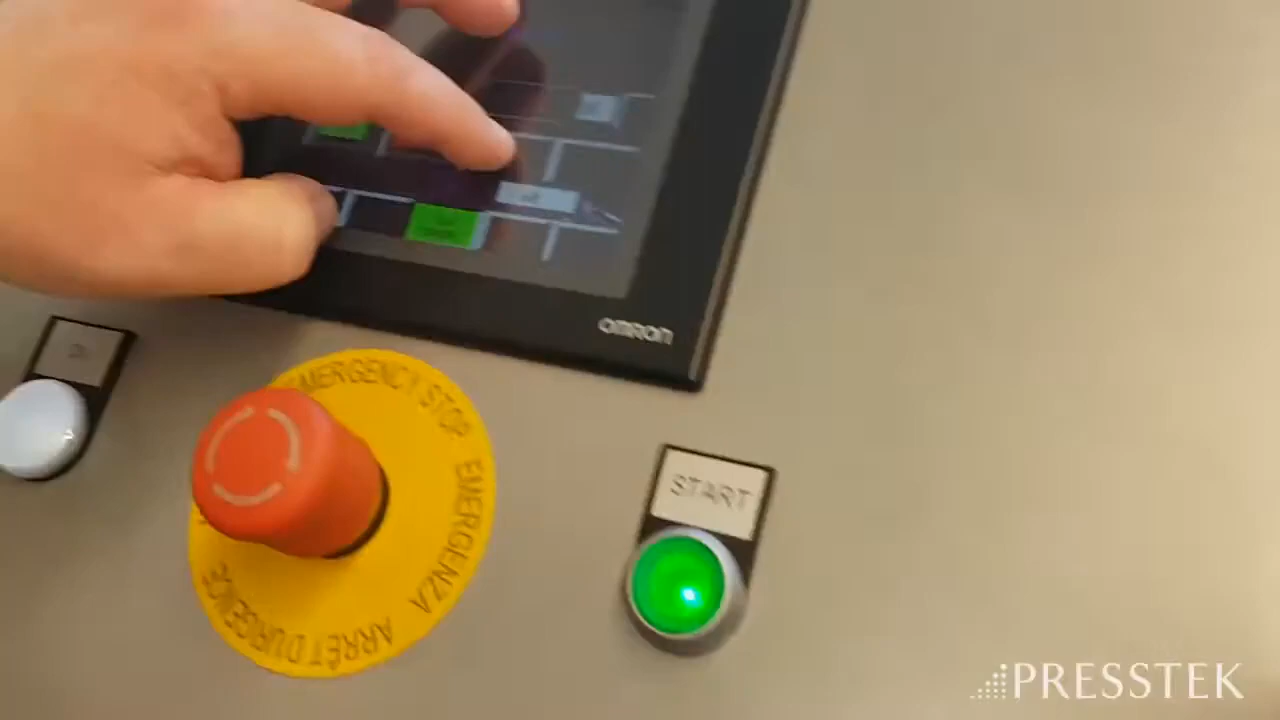 omron
EMERGENCY STOP
EMERGENZA
ARRÊT D'URGENCE
START
PRESSTEK